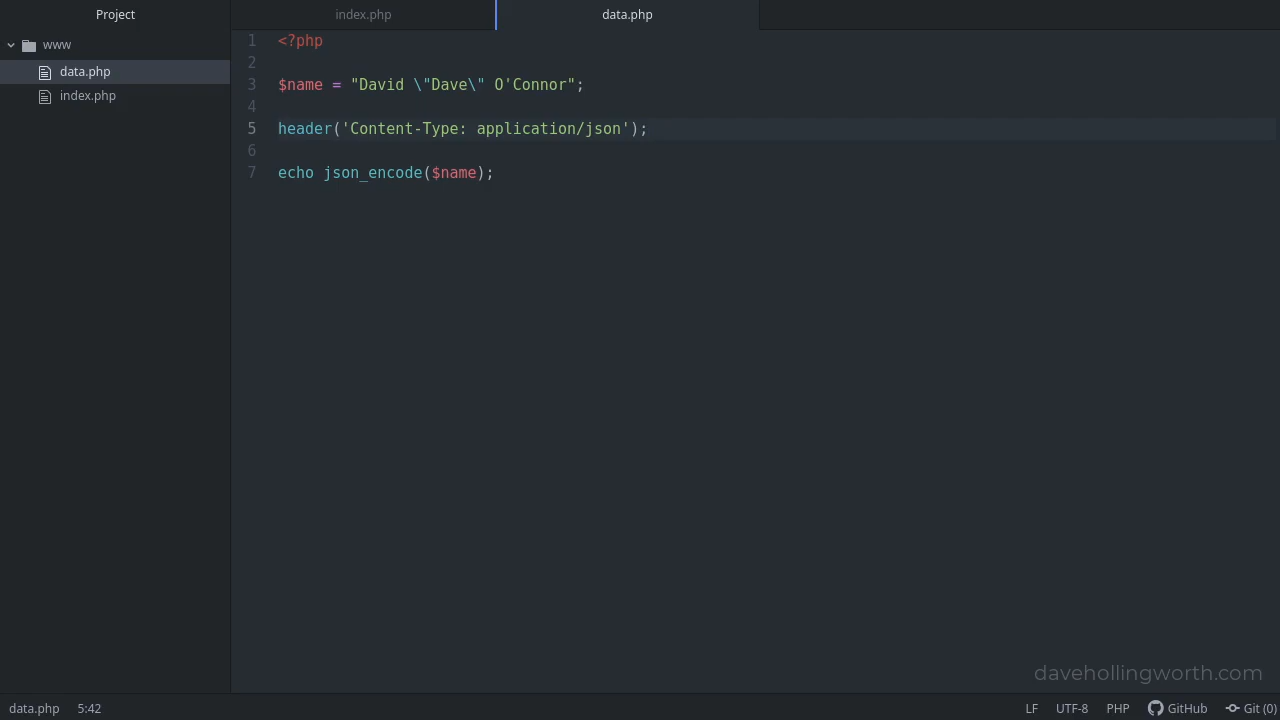 Project
index.php
data.php
www
data.php
index.php
1 <?php
2
3 $name = "David \"Dave\" O'Connor";
4
5 header('Content-Type: application/json');
6
7 echo json_encode($name);
davehollingworth.com
data.php 5:42 LF UTF-8 PHP GitHub Git (0)